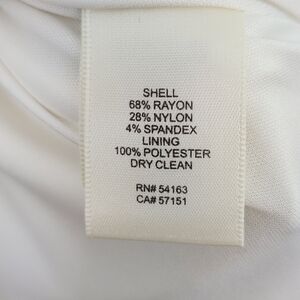 SHELL
68% RAYON
28% NYLON
4% SPANDEX
LINING
100% POLYESTER
DRY CLEAN
RN# 54163
CA# 57151